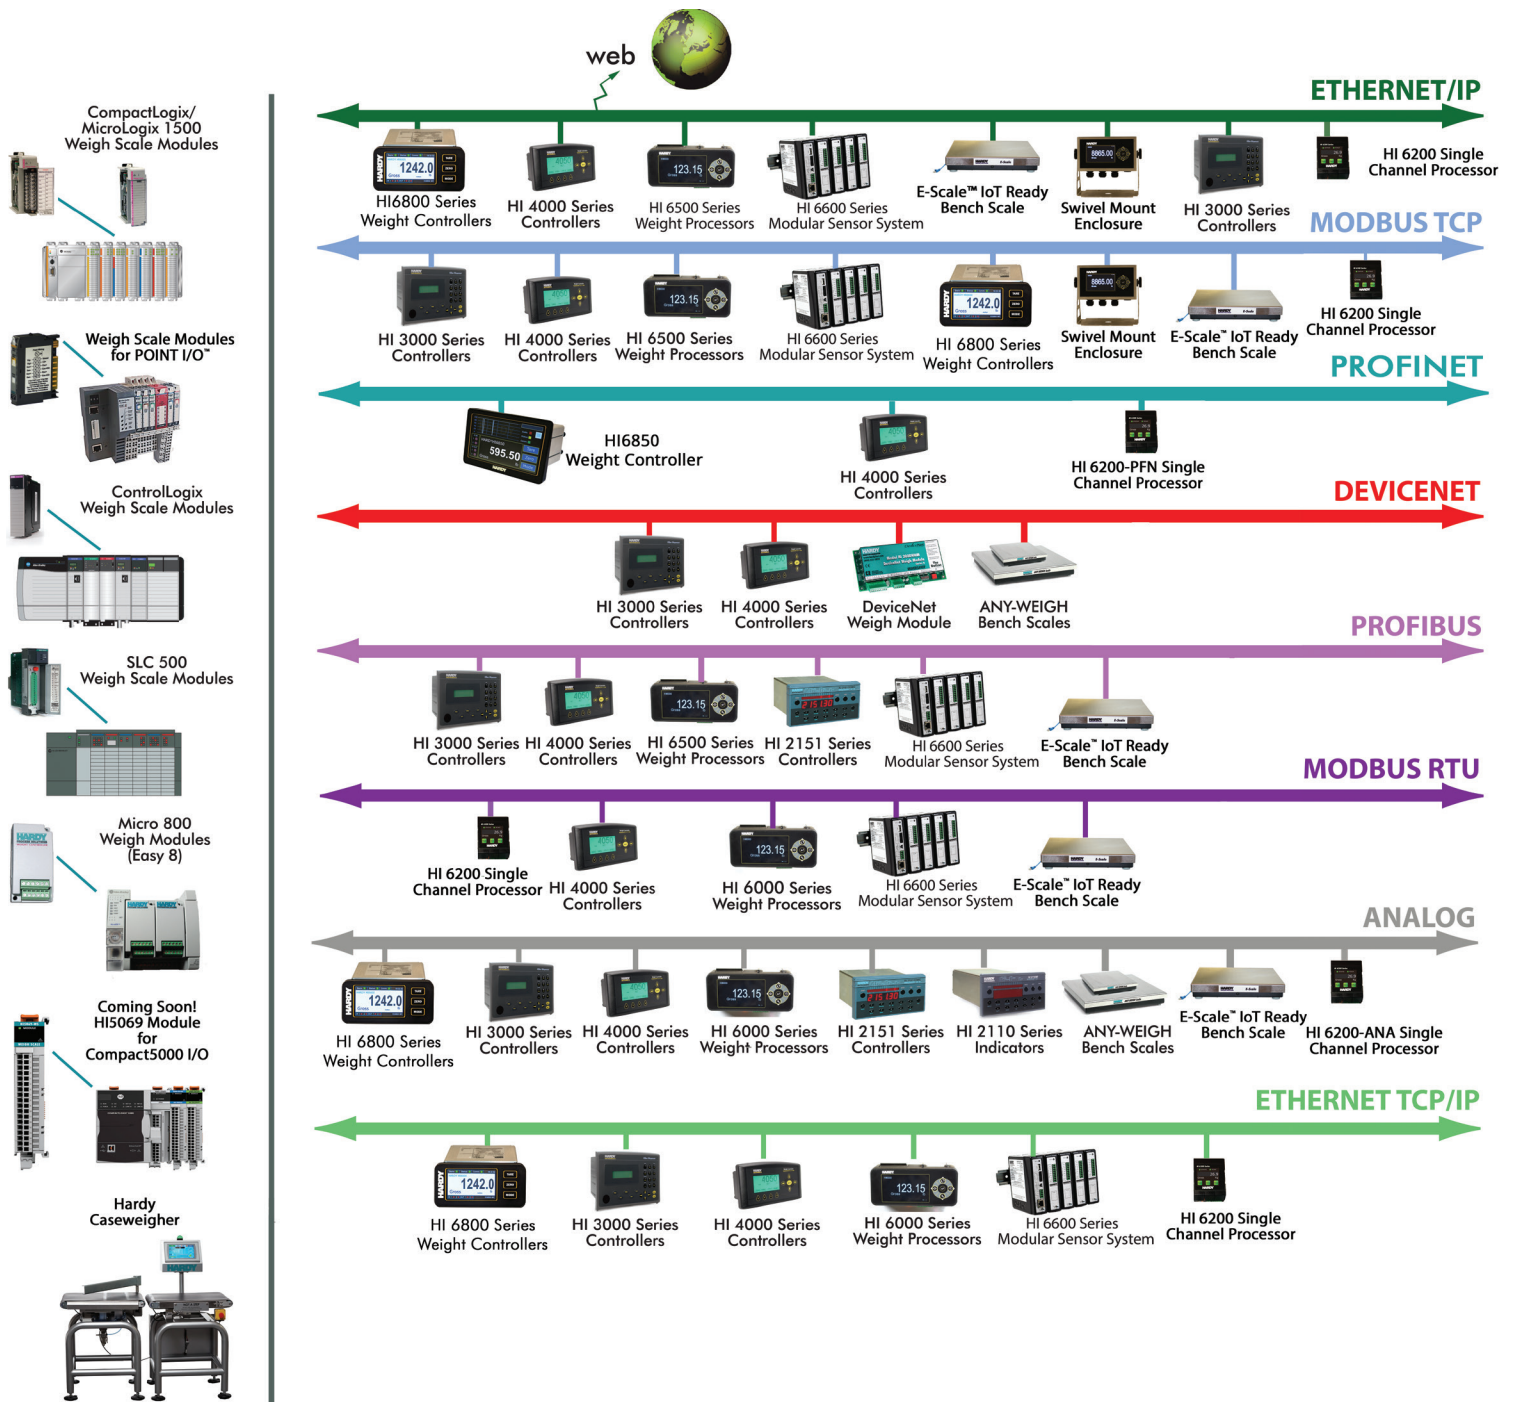 web
CompactLogix/
MicroLogix 1500
Weigh Scale Modules
Weigh Scale Modules
for POINT I/O™
ControlLogix
Weigh Scale Modules
SLC 500
Weigh Scale Modules
Micro 800
Weigh Modules
(Easy 8)
Coming Soon!
HI5069 Module
for
Compact5000 I/O
Hardy
Caseweigher
HARDY
ETHERNET/IP
HI6800 Series
Weight Controllers
HI 4000 Series
Controllers
HI 6500 Series
Weight Processors
HI 6600 Series
Modular Sensor System
E-Scale™ IoT Ready
Bench Scale
Swivel Mount
Enclosure
HI 3000 Series
Controllers
HI 6200 Single
Channel Processor
MODBUS TCP
HI 3000 Series
Controllers
HI 4000 Series
Controllers
HI 6500 Series
Weight Processors
HI 6600 Series
Modular Sensor System
HI 6800 Series
Weight Controllers
Swivel Mount
Enclosure
E-Scale™ IoT Ready
Bench Scale
HI 6200 Single
Channel Processor
PROFINET
HI6850
Weight Controller
HI 4000 Series
Controllers
HI 6200-PFN Single
Channel Processor
DEVICENET
HI 3000 Series
Controllers
HI 4000 Series
Controllers
DeviceNet
Weigh Module
ANY-WEIGH
Bench Scales
PROFIBUS
HI 3000 Series
Controllers
HI 4000 Series
Controllers
HI 6500 Series
Weight Processors
HI 2151 Series
Controllers
HI 6600 Series
Modular Sensor System
E-Scale™ IoT Ready
Bench Scale
MODBUS RTU
HI 6200 Single
Channel Processor
HI 4000 Series
Controllers
HI 6000 Series
Weight Processors
HI 6600 Series
Modular Sensor System
E-Scale™ IoT Ready
Bench Scale
ANALOG
HI 6800 Series
Weight Controllers
HI 3000 Series
Controllers
HI 4000 Series
Controllers
HI 6000 Series
Weight Processors
HI 2151 Series
Controllers
HI 2110 Series
Indicators
ANY-WEIGH
Bench Scales
E-Scale™ IoT Ready
Bench Scale
HI 6200-ANA Single
Channel Processor
ETHERNET TCP/IP
HI 6800 Series
Weight Controllers
HI 3000 Series
Controllers
HI 4000 Series
Controllers
HI 6000 Series
Weight Processors
HI 6600 Series
Modular Sensor System
HI 6200 Single
Channel Processor